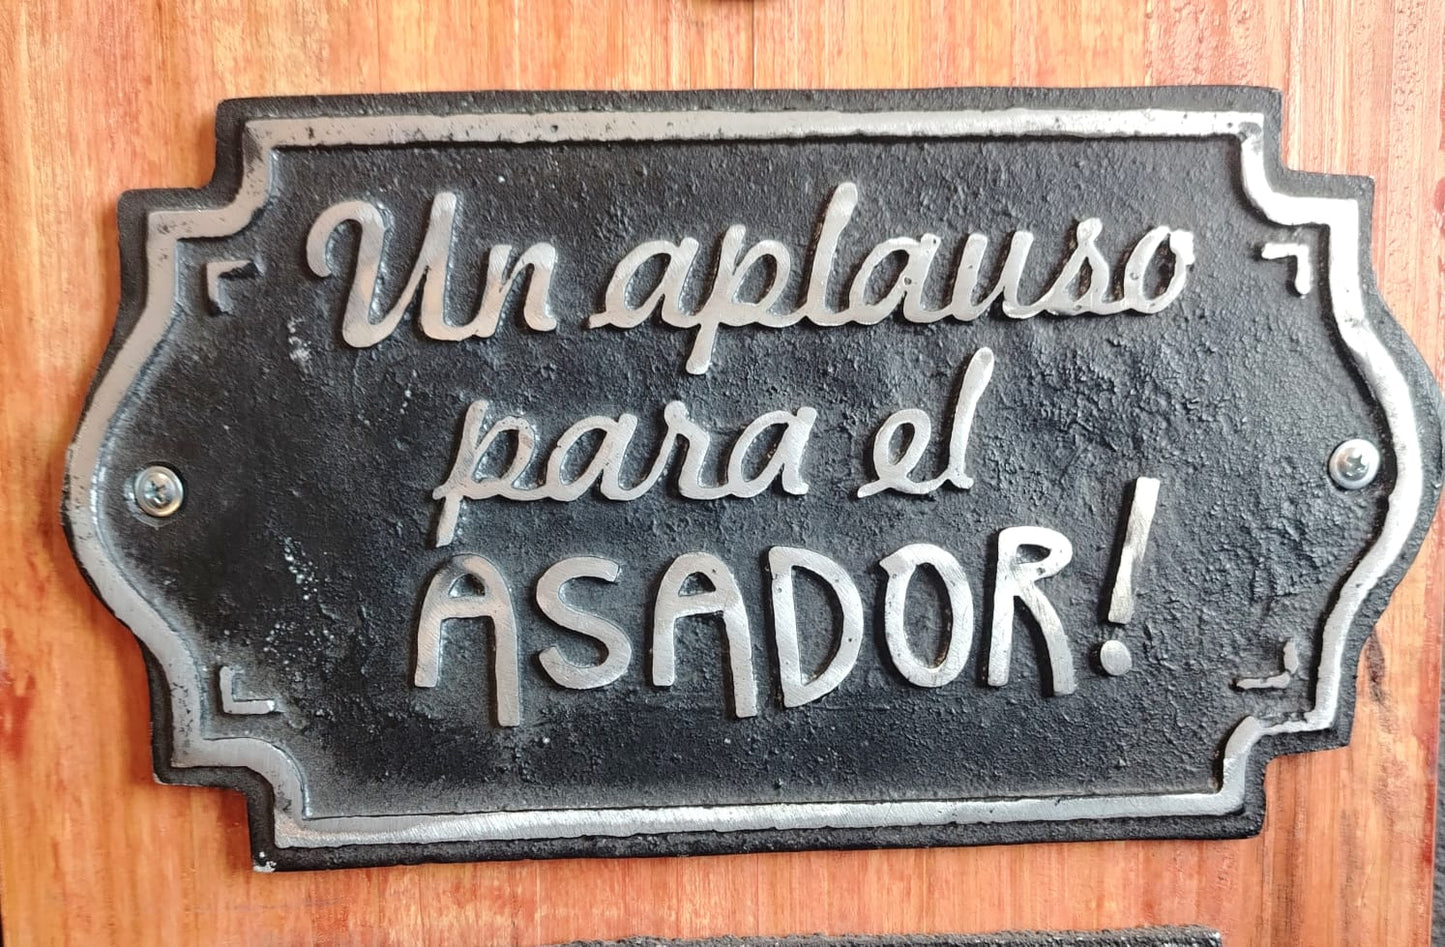 Un aplauso
para el
ASADOR!